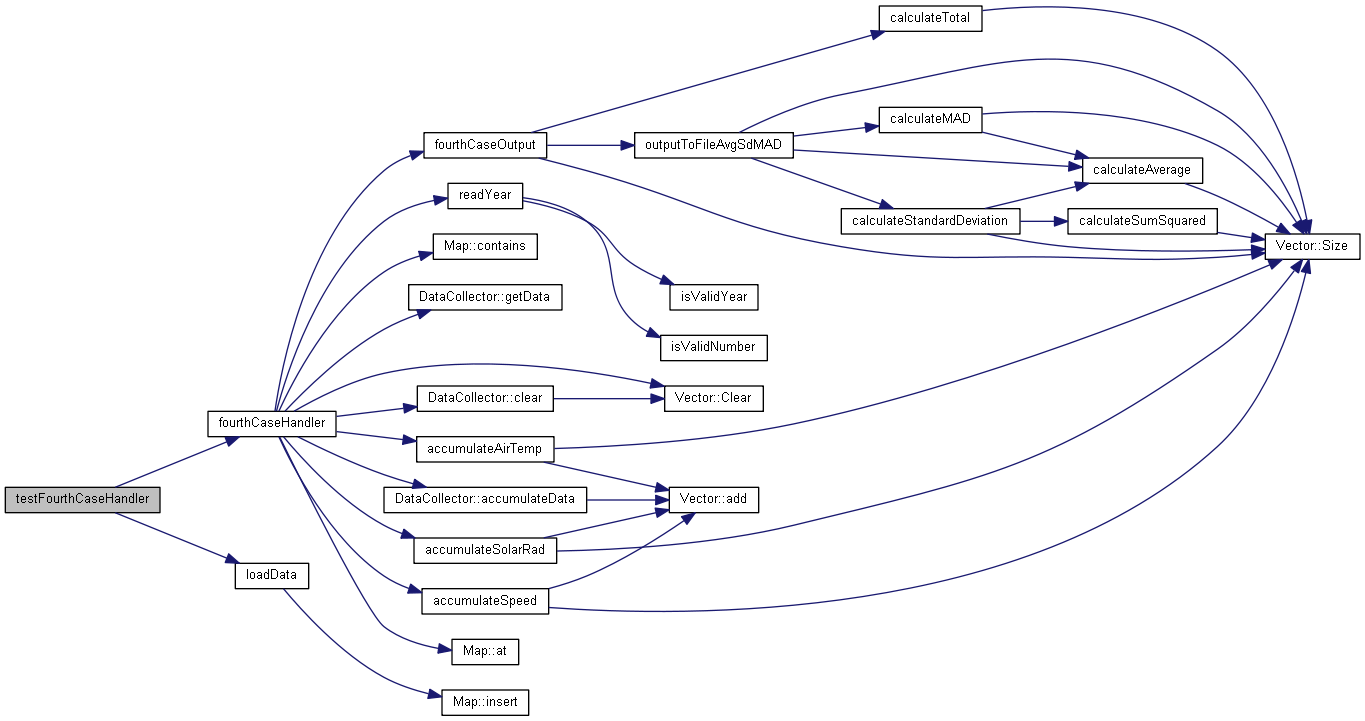 calculateTotal
calculateMAD
fourthCaseOutput
outputToFileAvgSdMAD
calculateAverage
readYear
calculateStandardDeviation
calculateSumSquared
Map::contains
Vector::Size
DataCollector::getData
isValidYear
isValidNumber
DataCollector::clear
Vector::Clear
fourthCaseHandler
accumulateAirTemp
testFourthCaseHandler
DataCollector::accumulateData
Vector::add
accumulateSolarRad
loadData
accumulateSpeed
Map::at
Map::insert